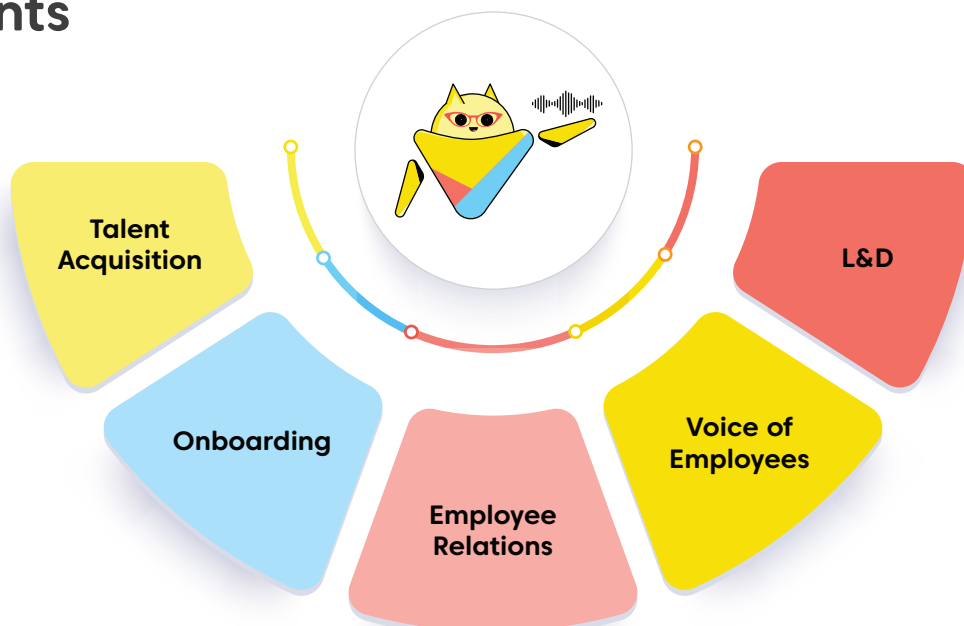 nts
Talent
Acquisition
Onboarding
Employee
Relations
Voice of
Employees
L&D